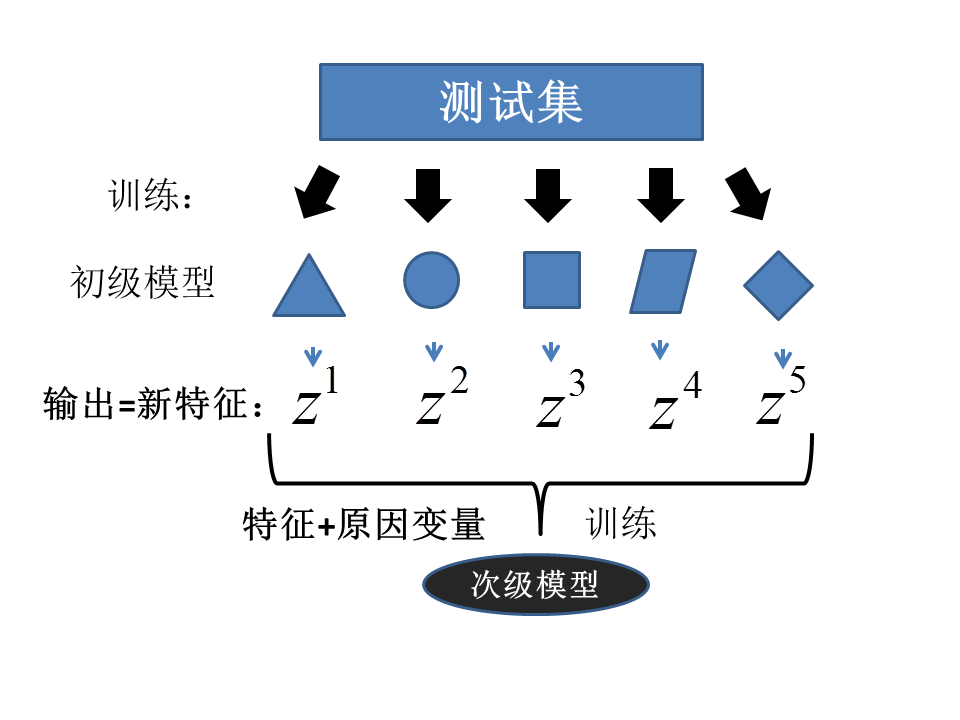 测试集
训练：
初级模型
输出=新特征： z¹ z² z³ z⁴ z⁵
特征+原因变量 训练
次级模型